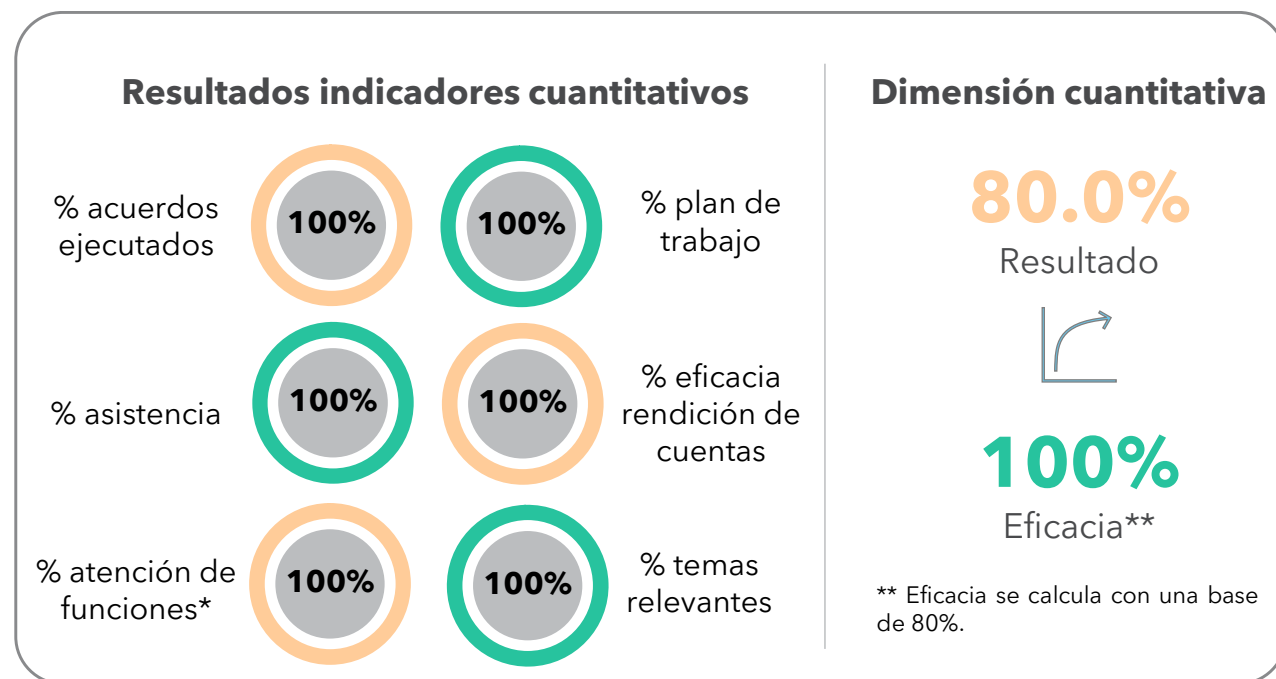 Resultados indicadores cuantitativos
% acuerdos
ejecutados
100%
100%
% plan de
trabajo
% asistencia
100%
100%
% eficacia
rendición de
cuentas
% atención de
funciones*
100%
100%
% temas
relevantes
Dimensión cuantitativa
80.0%
Resultado
100%
Eficacia**
** Eficacia se calcula con una base
de 80%.